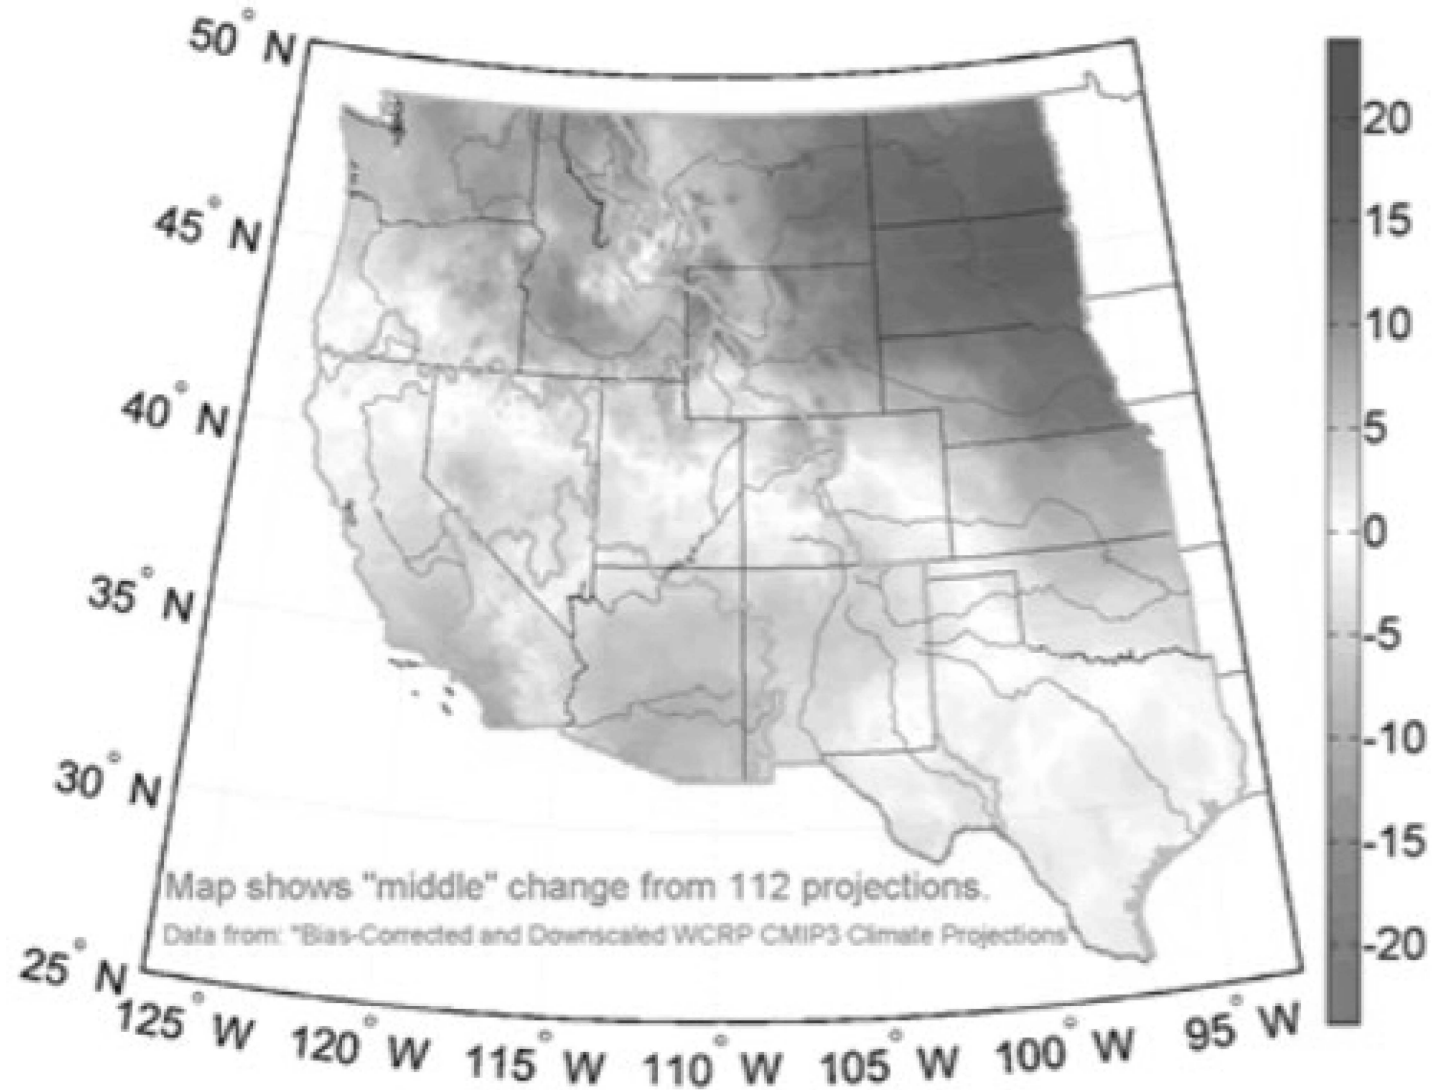 50° N
45° N
40° N
35° N
30° N
25° N
20
15
10
5
0
-5
-10
-15
-20
Map shows "middle" change from 112 projections.
Data from: "Bias-Corrected and Downscaled WCRP CMIP3 Climate Projections"
125° W 120° W 115° W 110° W 105° W 100° W 95° W